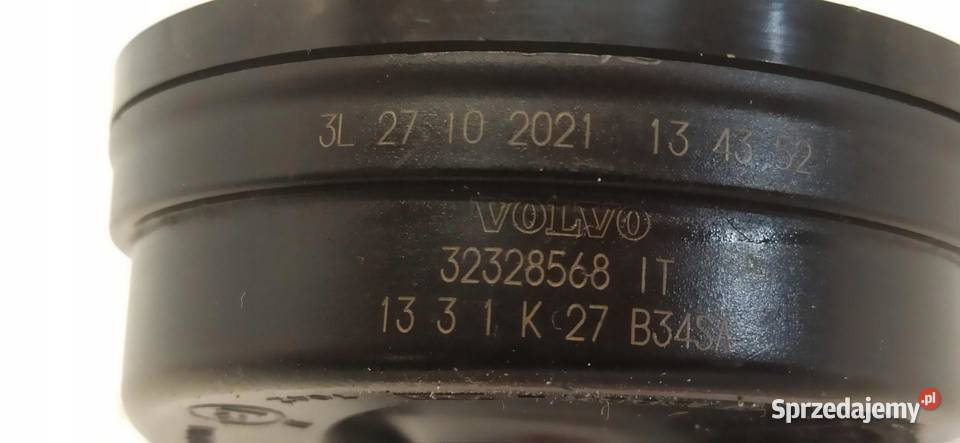 3L 27 10 2021 13 43 52
VOLVO
32328568 IT
13 3 1 K 27 B34SA
Sprzedajemy.pl